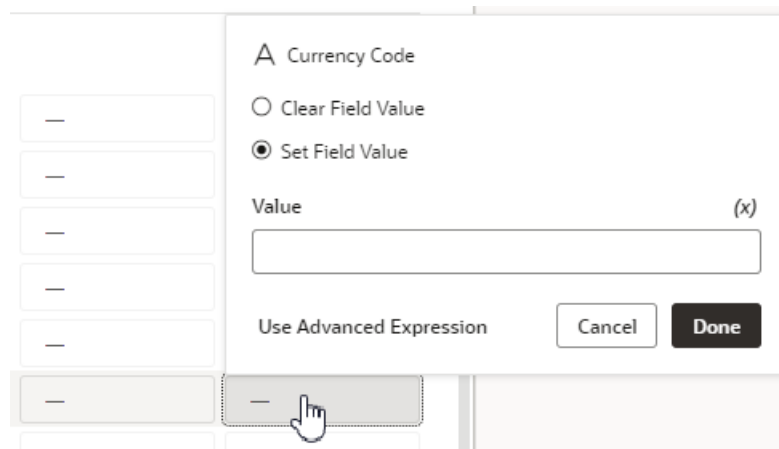 A Currency Code
Clear Field Value
Set Field Value
Value (x)
Use Advanced Expression Cancel Done
—
—
—
—
—
— —